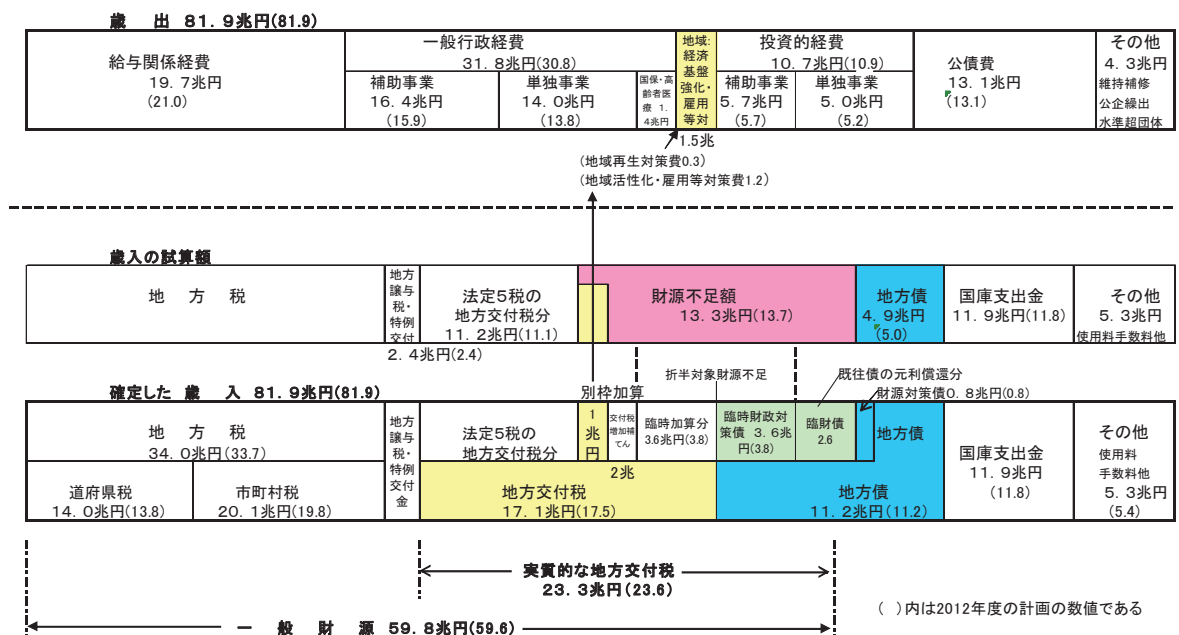 歳 出 81.9兆円(81.9)
給与関係経費
19.7兆円
(21.0)
一般行政経費
31.8兆円(30.8)
補助事業
16.4兆円
(15.9)
単独事業
14.0兆円
(13.8)
国保・高
齢者医
療 1.
4兆円
地域:
経済
基盤
強化・
雇用
等対
投資的経費
10.7兆円(10.9)
補助事業
5.7兆円
(5.7)
単独事業
5.0兆円
(5.2)
公債費
13.1兆円
(13.1)
その他
4.3兆円
維持補修
公企繰出
水準超団体
1.5兆
(地域再生対策費0.3)
(地域活性化・雇用等対策費1.2)
歳入の試算額
地 方 税
地方
譲与
税・
特例
交付
2.4兆円(2.4)
法定5税の
地方交付税分
11.2兆円(11.1)
財源不足額
13.3兆円(13.7)
地方債
4.9兆円
(5.0)
国庫支出金
11.9兆円(11.8)
その他
5.3兆円
使用料手数料他
折半対象財源不足
既往債の元利償還分
財源対策債0.8兆円(0.8)
確定した 歳 入 81.9兆円(81.9)
別枠加算
地 方 税
34.0兆円(33.7)
道府県税
14.0兆円(13.8)
市町村税
20.1兆円(19.8)
地方
譲与
税・
特例
交付
金
法定5税の
地方交付税分
1
兆
円
交付税
増加補
てん
臨時加算分
3.6兆円(3.8)
臨時財政対
策債 3.6兆
円(3.8)
臨財債
2.6
地方債
2兆
地方交付税
17.1兆円(17.5)
地方債
11.2兆円(11.2)
国庫支出金
11.9兆円
(11.8)
その他
使用料
手数料他
5.3兆円
(5.4)
実質的な地方交付税
23.3兆円(23.6)
一 般 財 源 59.8兆円(59.6)
( )内は2012年度の計画の数値である